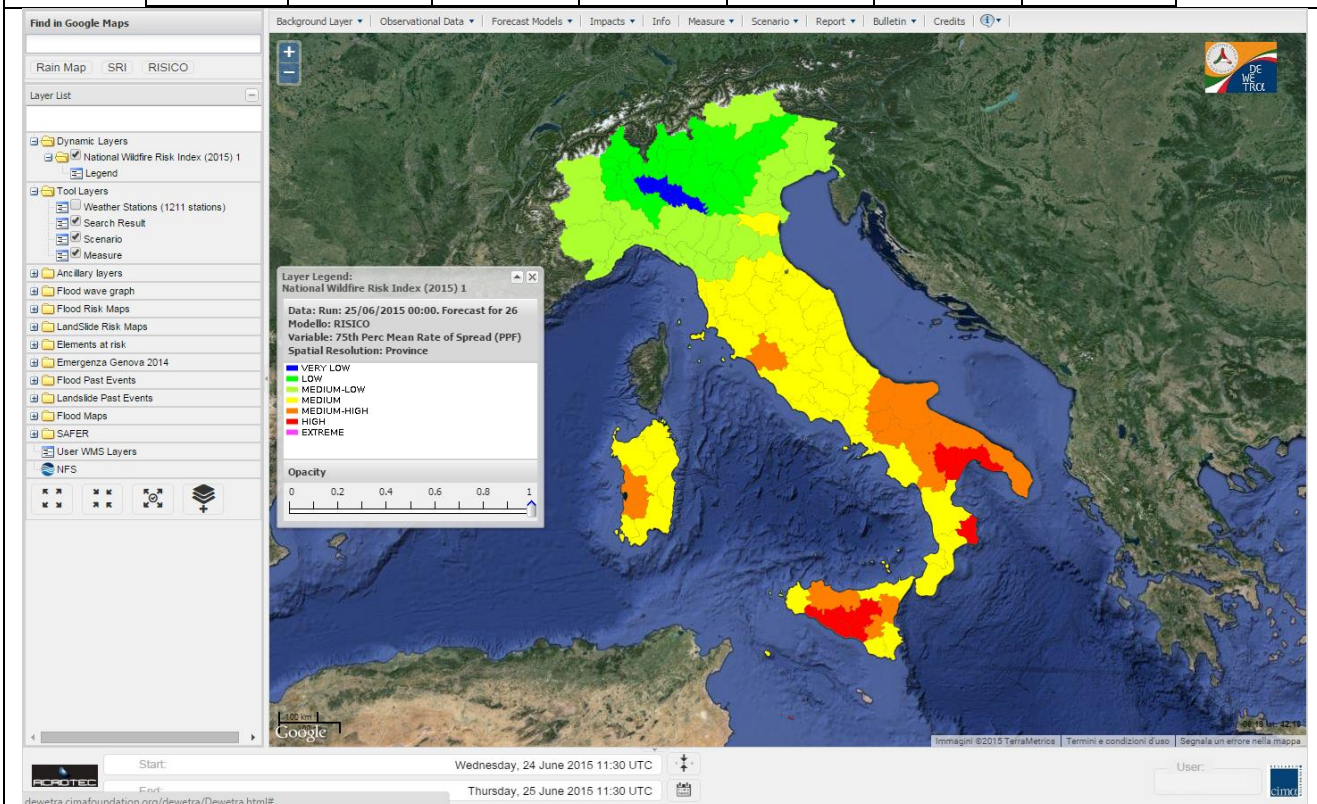 Find in Google Maps
Rain Map SRI RISICO
Layer List
Dynamic Layers
National Wildfire Risk Index (2015) 1
Legend
Tool Layers
Weather Stations (1211 stations)
Search Result
Scenario
Measure
Ancillary layers
Flood wave graph
Flood Risk Maps
LandSlide Risk Maps
Elements at risk
Emergenza Genova 2014
Flood Past Events
Landslide Past Events
Flood Maps
SAFER
User WMS Layers
NFS
Background Layer Observational Data Forecast Models Impacts Info Measure Scenario Report Bulletin Credits
DE
WE
TRα
Layer Legend:
National Wildfire Risk Index (2015) 1
Data: Run: 25/06/2015 00:00. Forecast for 26
Modello: RISICO
Variable: 75th Perc Mean Rate of Spread (PPF)
Spatial Resolution: Province
VERY LOW
LOW
MEDIUM-LOW
MEDIUM
MEDIUM-HIGH
HIGH
EXTREME
Opacity
0 0.2 0.4 0.6 0.8 1
100 km
Google
Immagini ©2015 TerraMetrics Termini e condizioni d'uso Segnala un errore nella mappa
ACROTEC
Start: Wednesday, 24 June 2015 11:30 UTC
End: Thursday, 25 June 2015 11:30 UTC
User:
cima
dewetra.cimafoundation.org/dewetra/Dewetra.html#